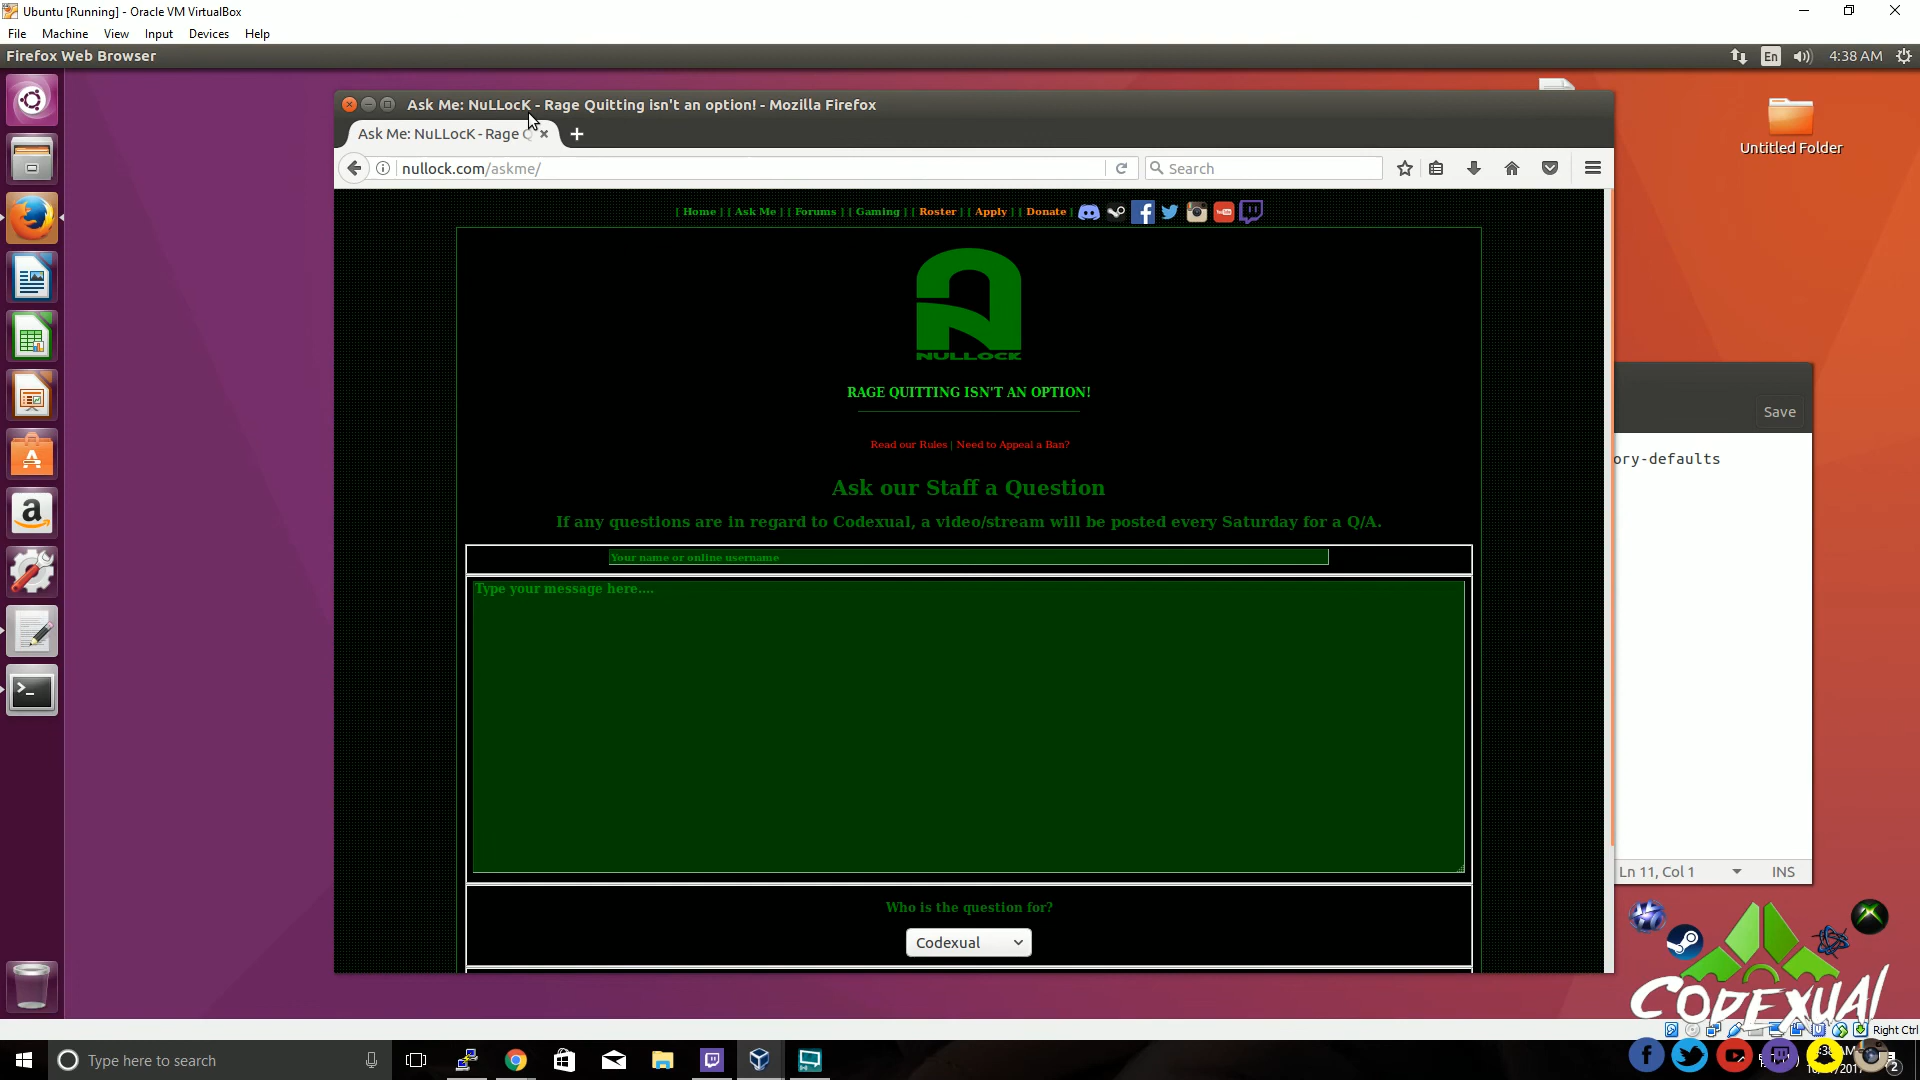 Ubuntu [Running] - Oracle VM VirtualBox
File Machine View Input Devices Help
Firefox Web Browser
En 4:38 AM
Untitled Folder
Ask Me: NuLLocK - Rage Quitting isn't an option! - Mozilla Firefox
Ask Me: NuLLocK - Rage Q
nullock.com/askme/
Search
[ Home ] [ Ask Me ] [ Forums ] [ Gaming ] [ Roster ] [ Apply ] [ Donate ]
NULLOCK
RAGE QUITTING ISN'T AN OPTION!
Read our Rules | Need to Appeal a Ban?
Save
ory-defaults
Ask our Staff a Question
If any questions are in regard to Codexual, a video/stream will be posted every Saturday for a Q/A.
Your name or online username
Type your message here....
Ln 11, Col 1 INS
Who is the question for?
Codexual
CODEXUAL
Right Ctrl
Type here to search
2